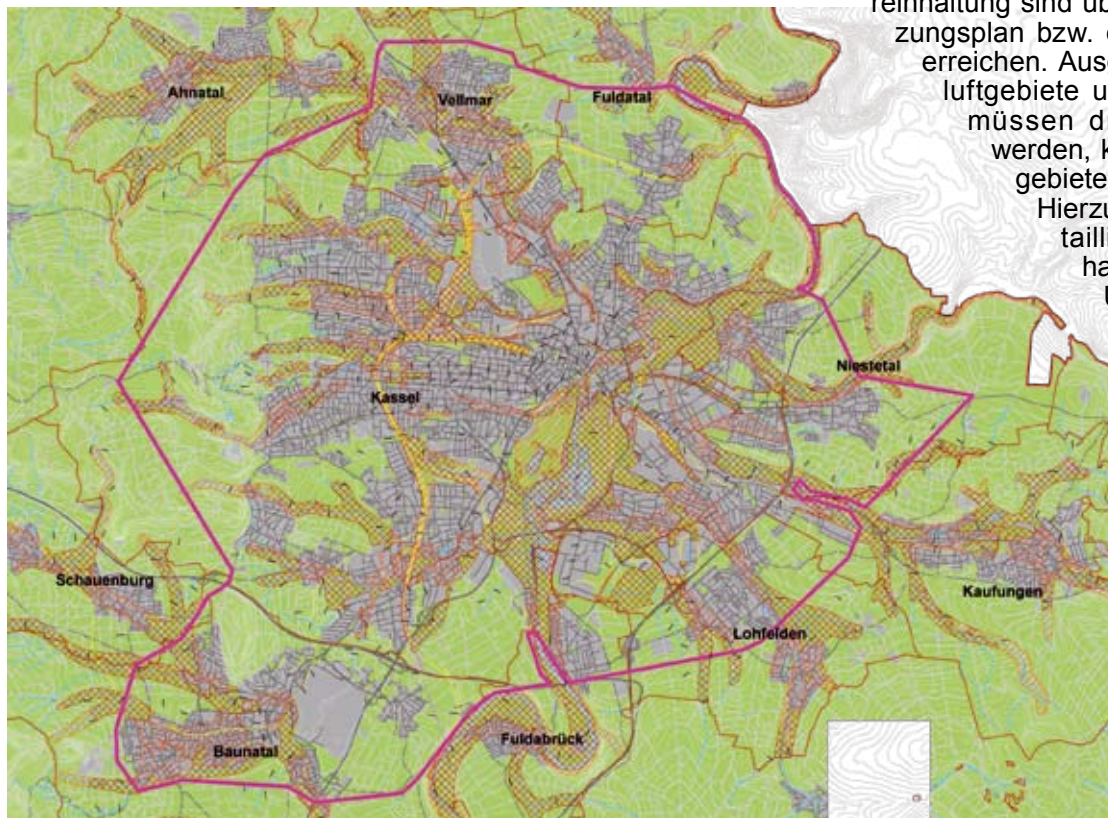 reinhaltung sind üb
zungsplan bzw. 
erreichen. Aus
luftgebiete u
müssen d
werden, k
gebiete
Hierzu
taill
ha
Ahnatal
Vellmar
Fuldatal
Niestetal
Kassel
Schauenburg
Kaufungen
Lohfelden
Baunatal
Fuldabrück